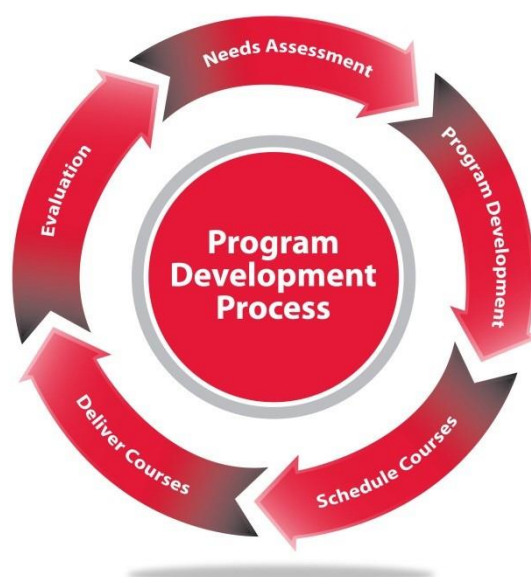 Needs Assessment
Program Development
Schedule Courses
Deliver Courses
Evaluation
Program
Development
Process